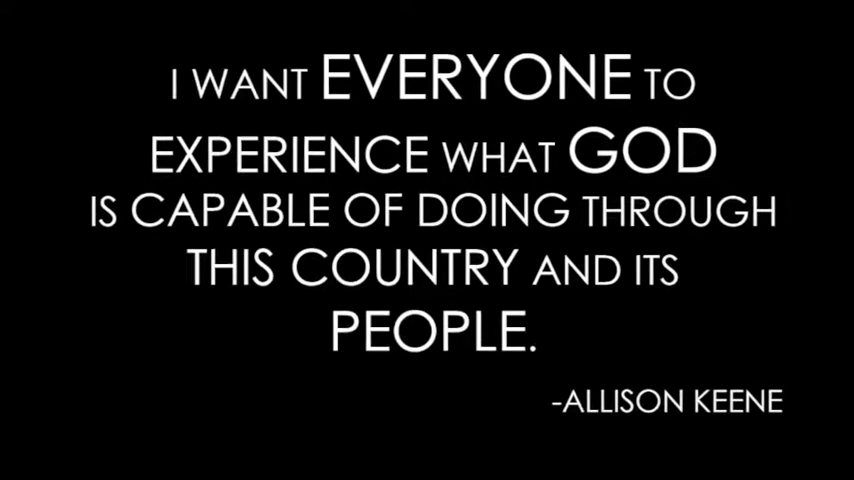 I WANT EVERYONE TO
EXPERIENCE WHAT GOD
IS CAPABLE OF DOING THROUGH
THIS COUNTRY AND ITS
PEOPLE.
-ALLISON KEENE